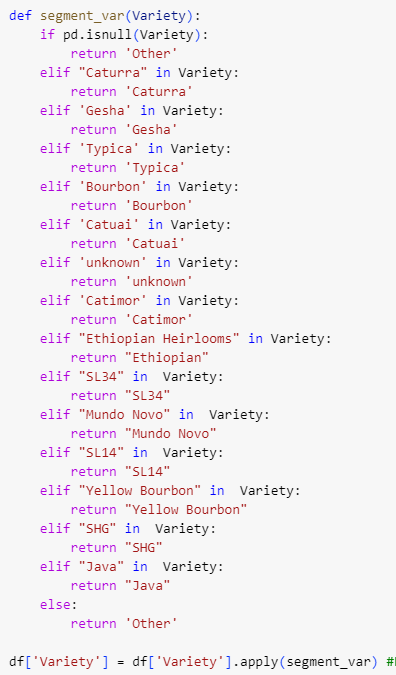 def segment_var(Variety):
    if pd.isnull(Variety):
        return 'Other'
    elif "Caturra" in Variety:
        return 'Caturra'
    elif 'Gesha' in Variety:
        return 'Gesha'
    elif 'Typica' in Variety:
        return 'Typica'
    elif 'Bourbon' in Variety:
        return 'Bourbon'
    elif 'Catuai' in Variety:
        return 'Catuai'
    elif 'unknown' in Variety:
        return 'unknown'
    elif 'Catimor' in Variety:
        return 'Catimor'
    elif "Ethiopian Heirlooms" in Variety:
        return "Ethiopian"
    elif "SL34" in  Variety:
        return "SL34"
    elif "Mundo Novo" in  Variety:
        return "Mundo Novo"
    elif "SL14" in  Variety:
        return "SL14"
    elif "Yellow Bourbon" in  Variety:
        return "Yellow Bourbon"
    elif "SHG" in  Variety:
        return "SHG"
    elif "Java" in  Variety:
        return "Java"
    else:
        return 'Other'

df['Variety'] = df['Variety'].apply(segment_var) #